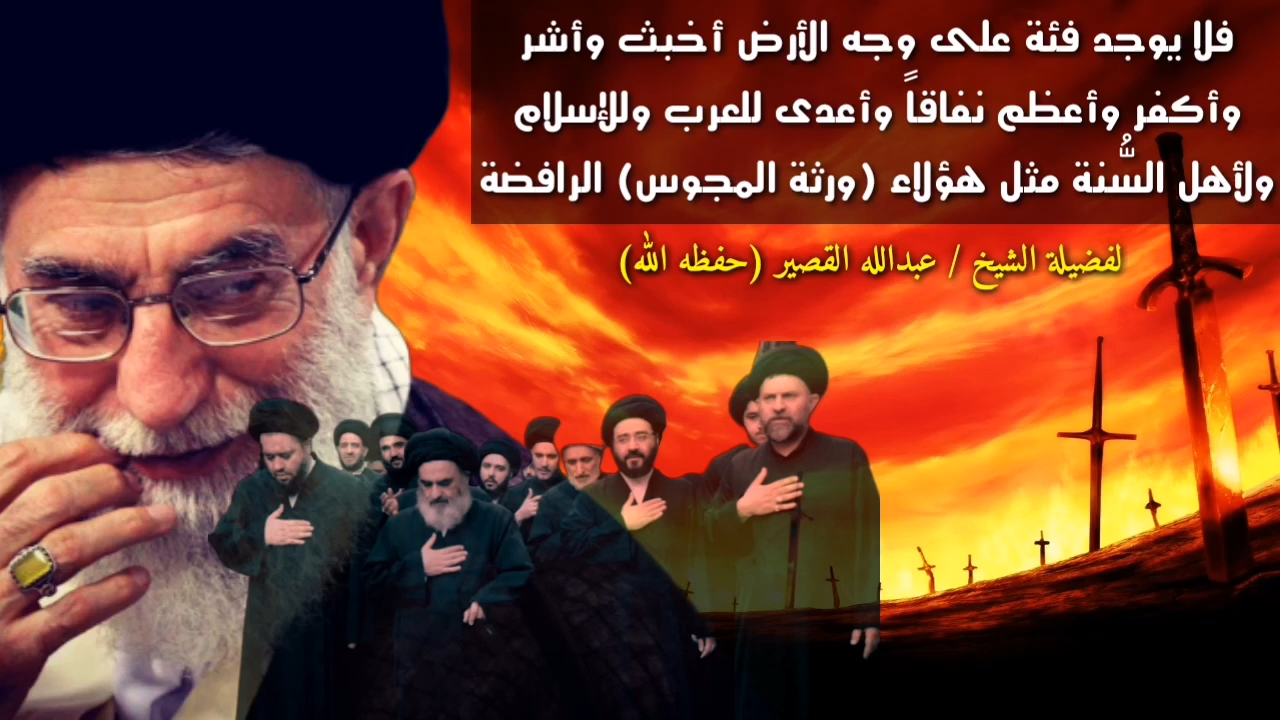 فلا يوجد فئة على وجه الأرض أخبث وأشر
وأكفر وأعظم نفاقاً وأعدى للعرب وللإسلام
ولأهل السُّنة مثل هؤلاء (ورثة المجوس) الرافضة
لفضيلة الشيخ / عبدالله القصير (حفظه الله)